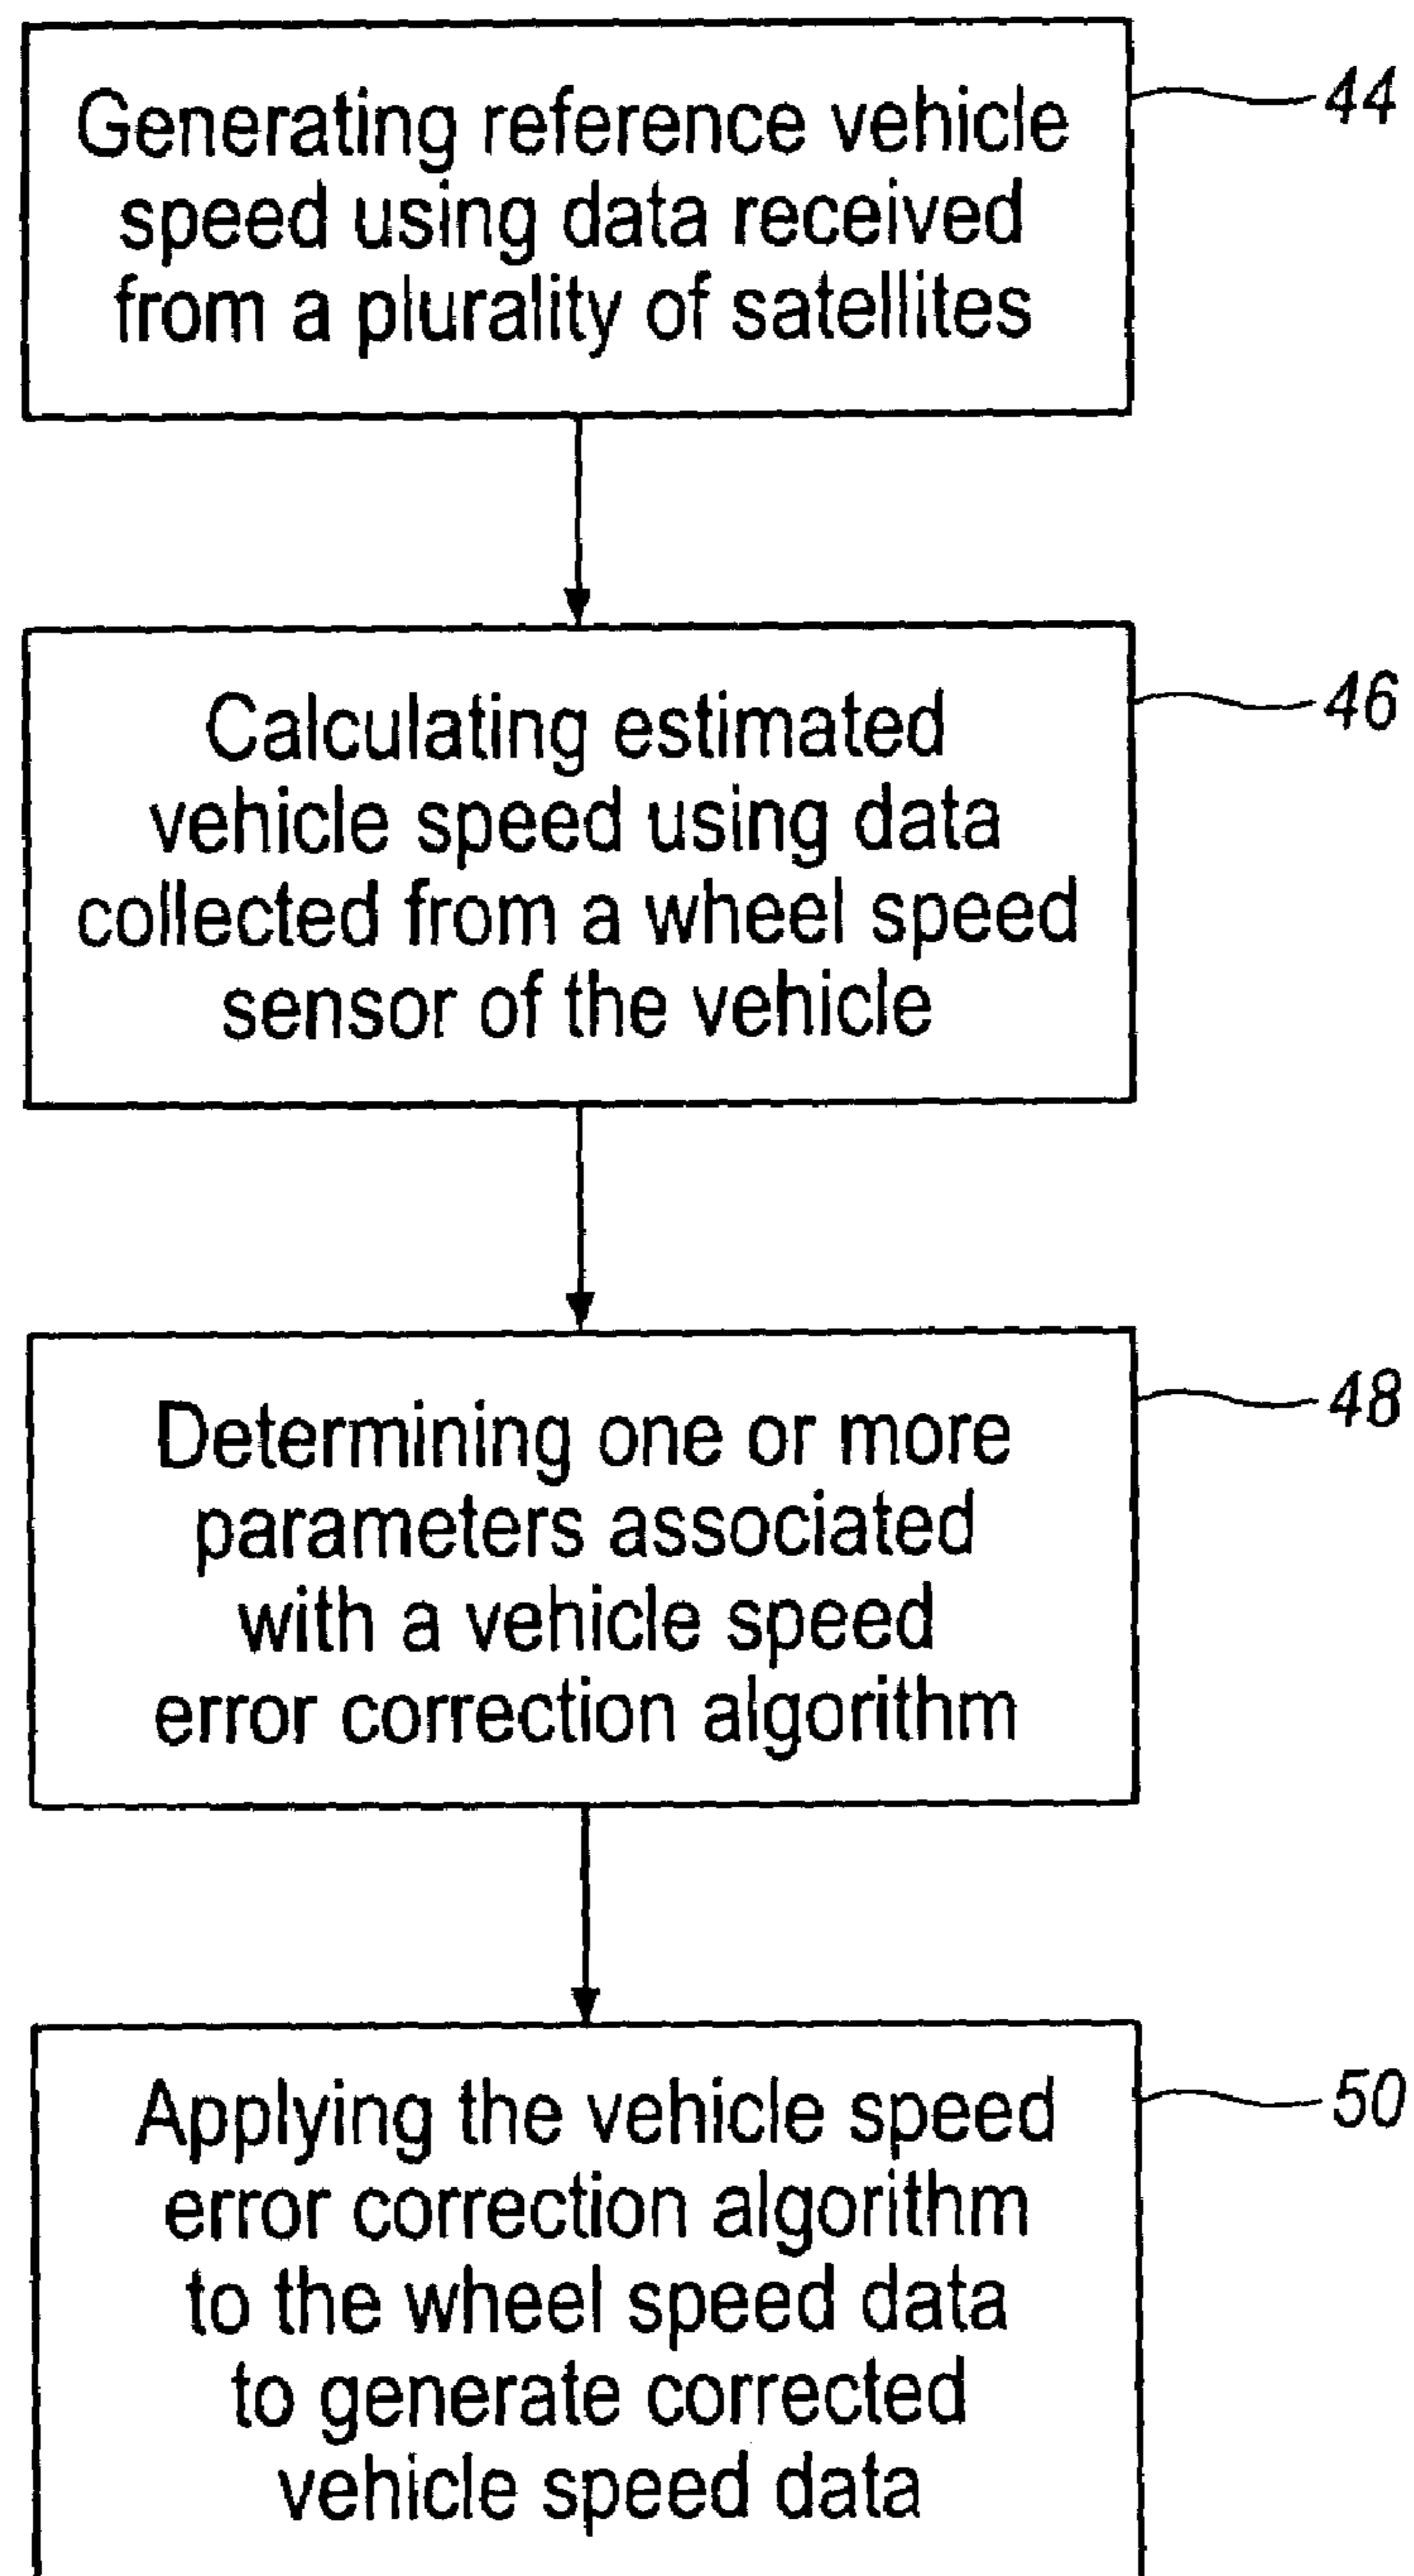 Generating reference vehicle
speed using data received
from a plurality of satellites
44
Calculating estimated
vehicle speed using data
collected from a wheel speed
sensor of the vehicle
46
Determining one or more
parameters associated
with a vehicle speed
error correction algorithm
48
Applying the vehicle speed
error correction algorithm
to the wheel speed data
to generate corrected
vehicle speed data
50